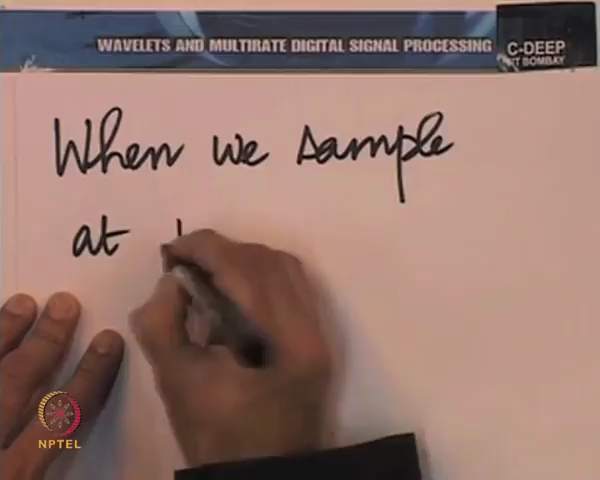 WAVELETS AND MULTIRATE DIGITAL SIGNAL PROCESSING
C-DEEP
IIT BOMBAY
When we sample
at
NPTEL